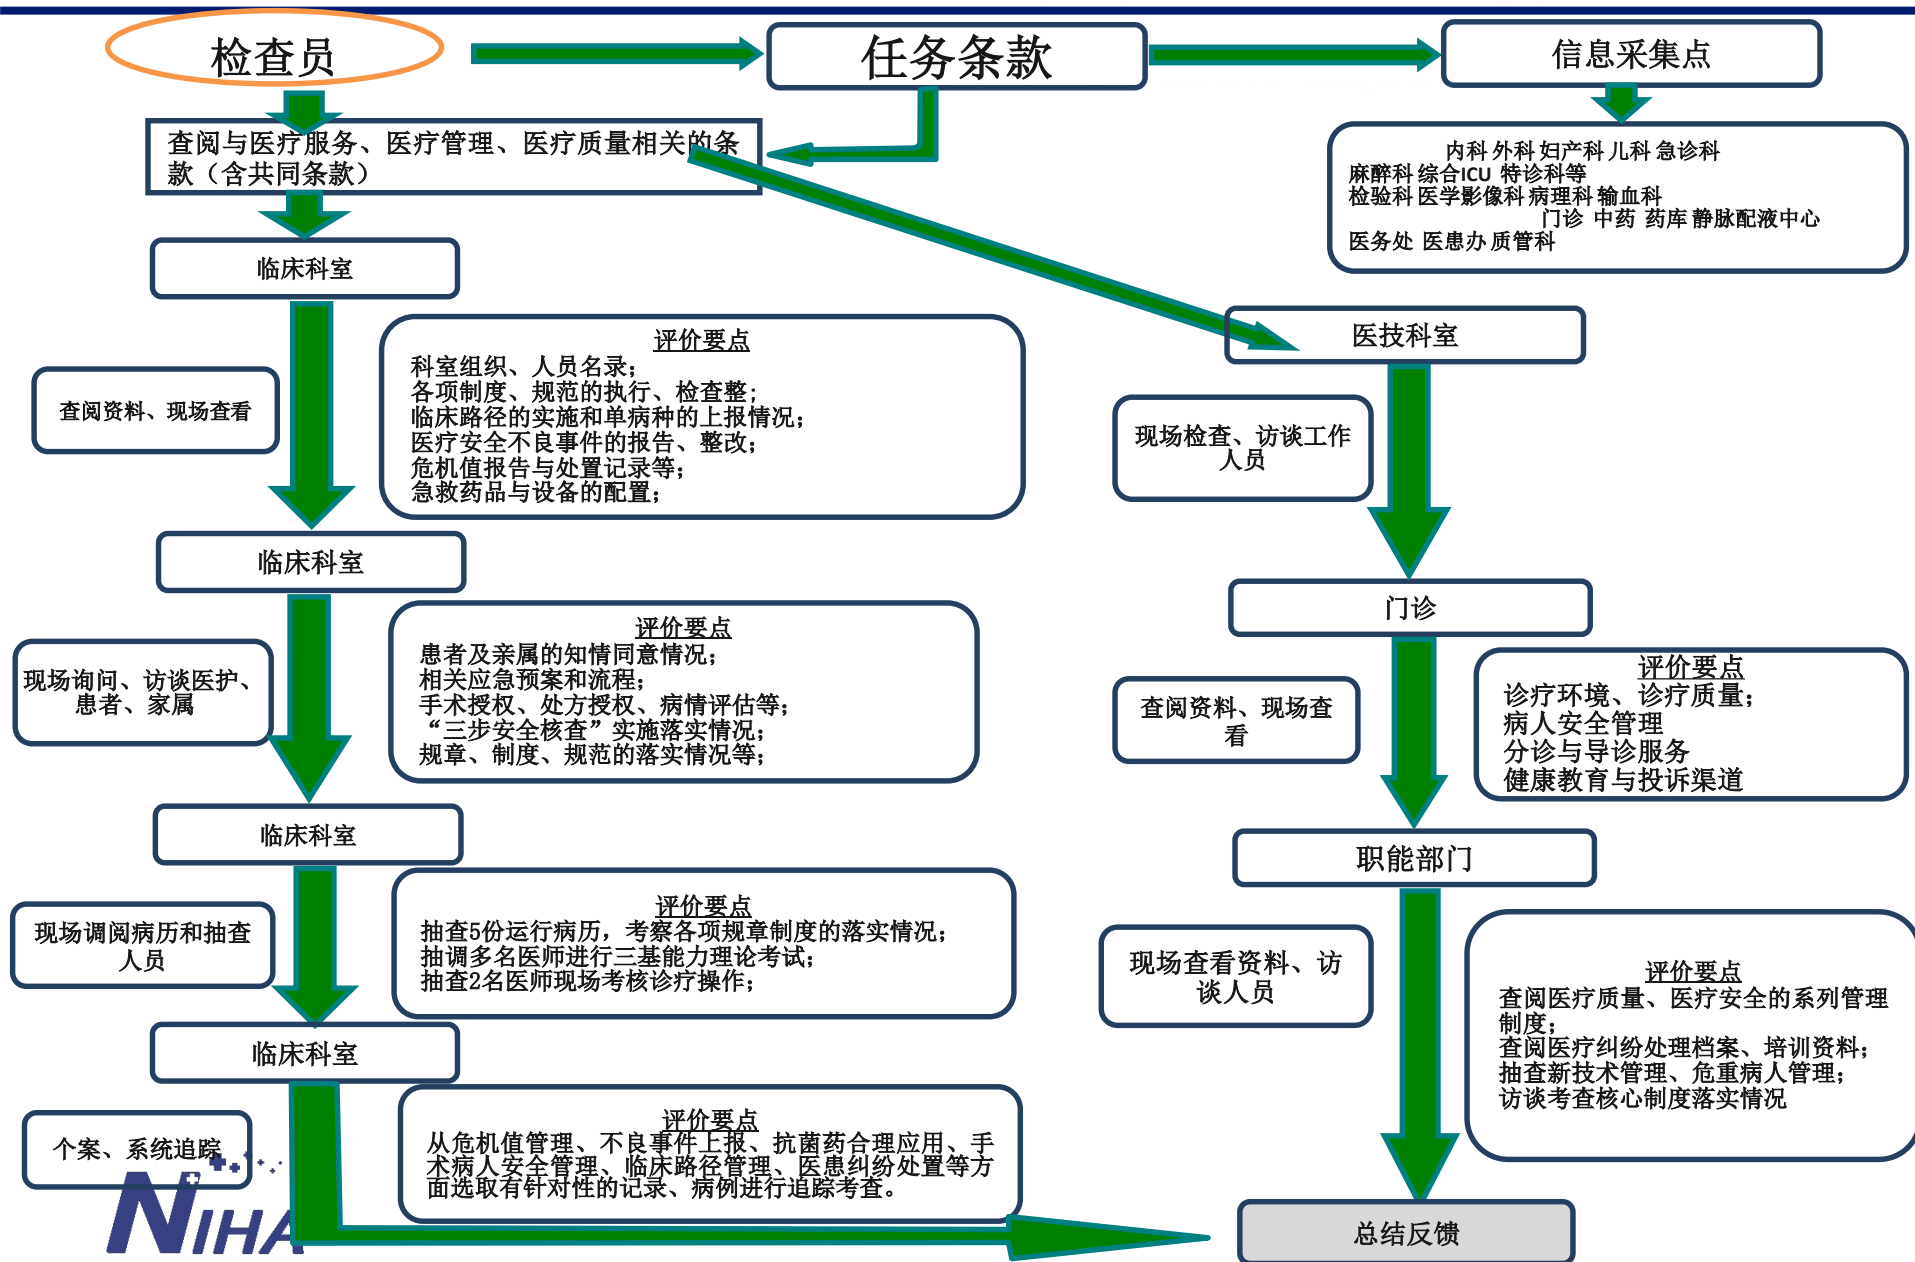 检查员
任务条款
信息采集点
查阅与医疗服务、医疗管理、医疗质量相关的条
款（含共同条款）
内科 外科 妇产科 儿科 急诊科
麻醉科 综合ICU 特诊科等
检验科 医学影像科 病理科 输血科
门诊 中药 药库 静脉配液中心
医务处 医患办 质管科
临床科室
查阅资料、现场查看
评价要点
科室组织、人员名录；
各项制度、规范的执行、检查整；
临床路径的实施和单病种的上报情况；
医疗安全不良事件的报告、整改；
危机值报告与处置记录等；
急救药品与设备的配置；
临床科室
现场询问、访谈医护、
患者、家属
评价要点
患者及亲属的知情同意情况；
相关应急预案和流程；
手术授权、处方授权、病情评估等；
“三步安全核查”实施落实情况；
规章、制度、规范的落实情况等；
临床科室
现场调阅病历和抽查
人员
评价要点
抽查5份运行病历，考察各项规章制度的落实情况；
抽调多名医师进行三基能力理论考试；
抽查2名医师现场考核诊疗操作；
临床科室
个案、系统追踪
评价要点
从危机值管理、不良事件上报、抗菌药合理应用、手
术病人安全管理、临床路径管理、医患纠纷处置等方
面选取有针对性的记录、病例进行追踪考查。
NIHA
医技科室
现场检查、访谈工作
人员
门诊
查阅资料、现场查
看
评价要点
诊疗环境、诊疗质量；
病人安全管理
分诊与导诊服务
健康教育与投诉渠道
职能部门
现场查看资料、访
谈人员
评价要点
查阅医疗质量、医疗安全的系列管理
制度；
查阅医疗纠纷处理档案、培训资料；
抽查新技术管理、危重病人管理；
访谈考查核心制度落实情况
总结反馈